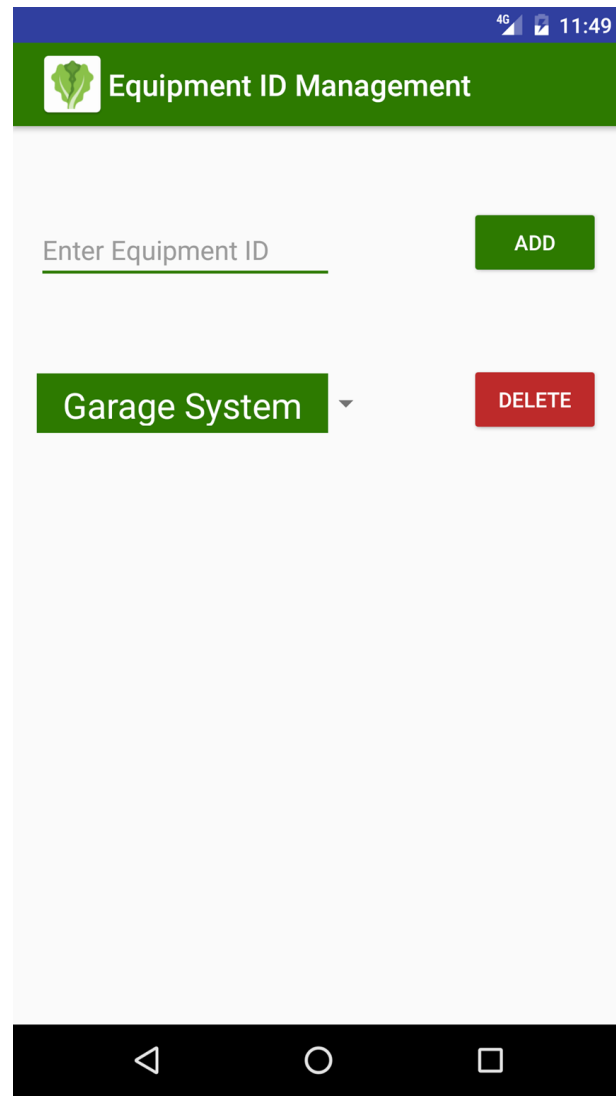 4G 11:49
Equipment ID Management
Enter Equipment ID
ADD
Garage System
DELETE